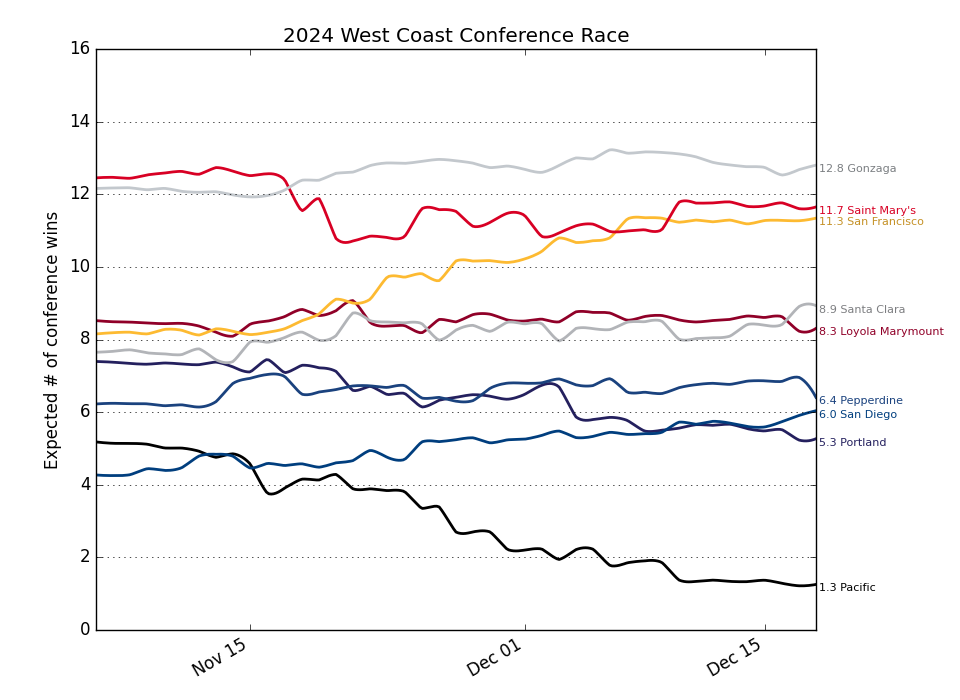 2024 West Coast Conference Race
Expected # of conference wins
16
14
12
10
8
6
4
2
0
Nov 15
Dec 01
Dec 15
12.8 Gonzaga
11.7 Saint Mary's
11.3 San Francisco
8.9 Santa Clara
8.3 Loyola Marymount
6.4 Pepperdine
6.0 San Diego
5.3 Portland
1.3 Pacific